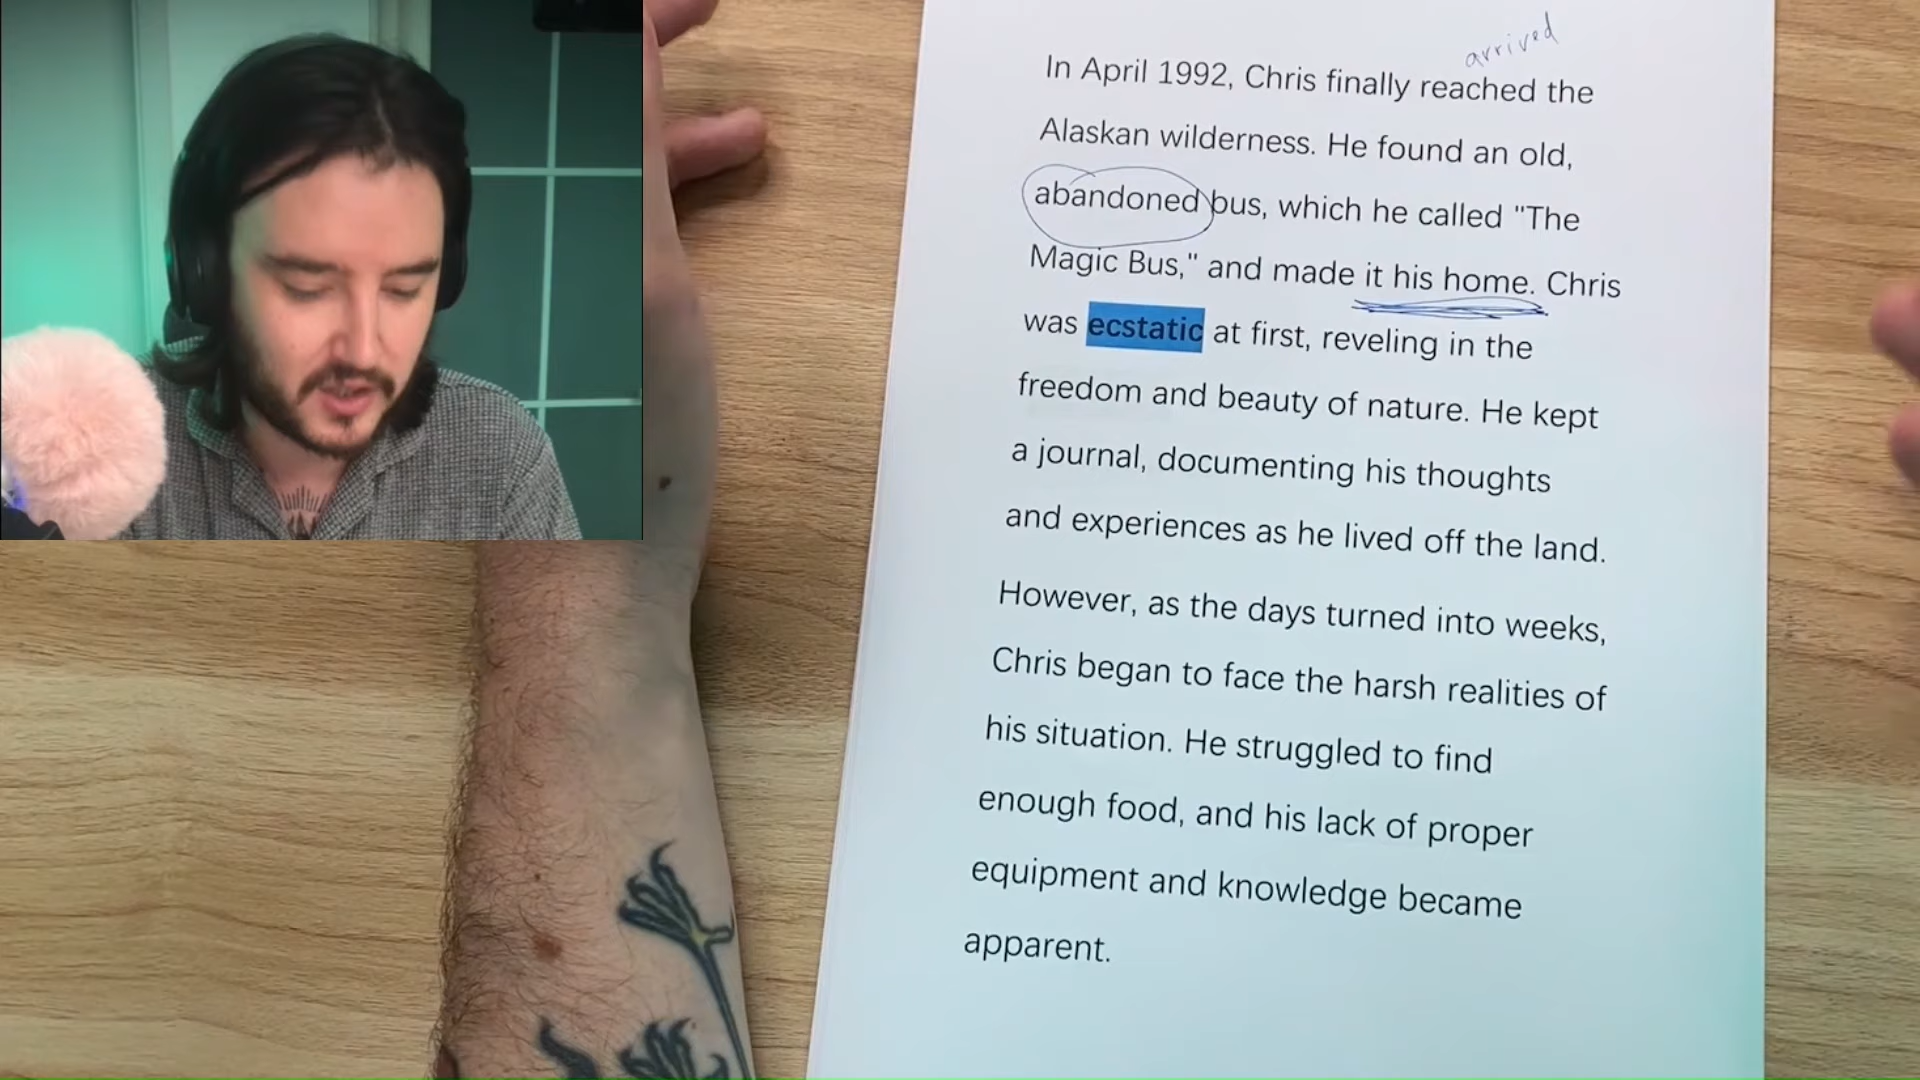 arrived
In April 1992, Chris finally reached the
Alaskan wilderness. He found an old,
abandoned bus, which he called "The
Magic Bus," and made it his home. Chris
was ecstatic at first, reveling in the
freedom and beauty of nature. He kept
a journal, documenting his thoughts
and experiences as he lived off the land.
However, as the days turned into weeks,
Chris began to face the harsh realities of
his situation. He struggled to find
enough food, and his lack of proper
equipment and knowledge became
apparent.